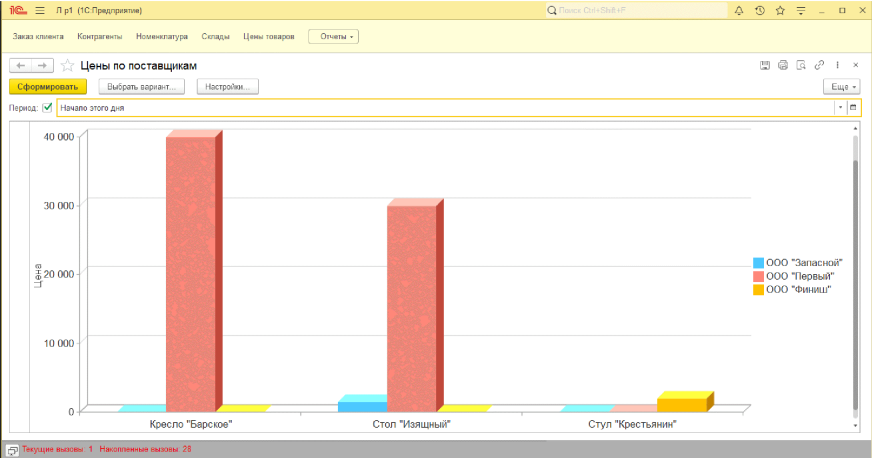 1С Л р1 (1С:Предприятие) Поиск Ctrl+Shift+F
Заказ клиента Контрагенты Номенклатура Склады Цены товаров Отчеты
Цены по поставщикам
Сформировать Выбрать вариант... Настройки... Еще
Период: Начало этого дня
40 000
30 000
20 000
10 000
0
Цена
Кресло "Барское" Стол "Изящный" Стул "Крестьянин"
ООО "Запасной"
ООО "Первый"
ООО "Финиш"
Текущие вызовы: 1 Накопленные вызовы: 28